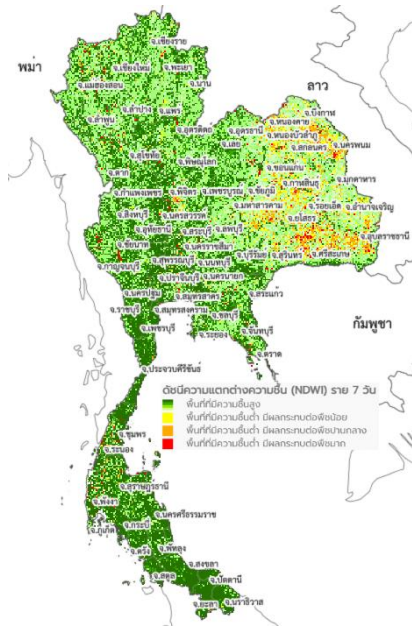 จ.เชียงราย
พม่า
จ.เชียงใหม่
จ.พะเยา
ลาว
จ.แม่ฮ่องสอน
จ.น่าน
จ.ลำปาง
จ.แพร่
จ.บึงกาฬ
จ.ลำพูน
จ.หนองคาย
จ.อุตรดิตถ์
จ.อุดรธานี
จ.หนองบัวลำภู
จ.นครพนม
จ.สุโขทัย
จ.เลย
จ.สกลนคร
จ.พิษณุโลก
จ.ตาก
จ.ขอนแก่น
จ.มุกดาหาร
จ.กำแพงเพชร
จ.พิจิตร
จ.เพชรบูรณ์
จ.ชัยภูมิ
จ.กาฬสินธุ์
จ.สิงหบุรี
จ.นครสวรรค์
จ.มหาสารคาม
จ.ร้อยเอ็ด
จ.อำนาจเจริญ
จ.อุทัยธานี
จ.สระบุรี
จ.ลพบุรี
จ.ยโสธร
จ.ชัยนาท
จ.นครราชสีมา
จ.อุบลราชธานี
จ.สุพรรณบุรี
จ.นนทบุรี
จ.บุรีรัมย์
จ.สุรินทร์
จ.ศรีสะเกษ
จ.กาญจนบุรี
จ.ปราจีนบุรี
จ.นครนายก
จ.นครปฐม
จ.สมุทรสาคร
จ.สระแก้ว
จ.ราชบุรี
จ.สมุทรสงคราม
จ.ชลบุรี
กัมพูชา
จ.เพชรบุรี
จ.ระยอง
จ.จันทบุรี
จ.ตราด
จ.ประจวบคีรีขันธ์
ดัชนีความแตกต่างความชื้น (NDWI) ราย 7 วัน
พื้นที่ที่มีความชื้นสูง
พื้นที่ที่มีความชื้นต่ำ มีผลกระทบต่อพืชน้อย
พื้นที่ที่มีความชื้นต่ำ มีผลกระทบต่อพืชปานกลาง
พื้นที่ที่มีความชื้นต่ำ มีผลกระทบต่อพืชมาก
จ.ชุมพร
จ.ระนอง
จ.สุราษฎร์ธานี
จ.พังงา
จ.นครศรีธรรมราช
จ.กระบี่
จ.ภูเก็ต
จ.ตรัง
จ.พัทลุง
จ.สงขลา
จ.สตูล
จ.ปัตตานี
จ.ยะลา
จ.นราธิวาส